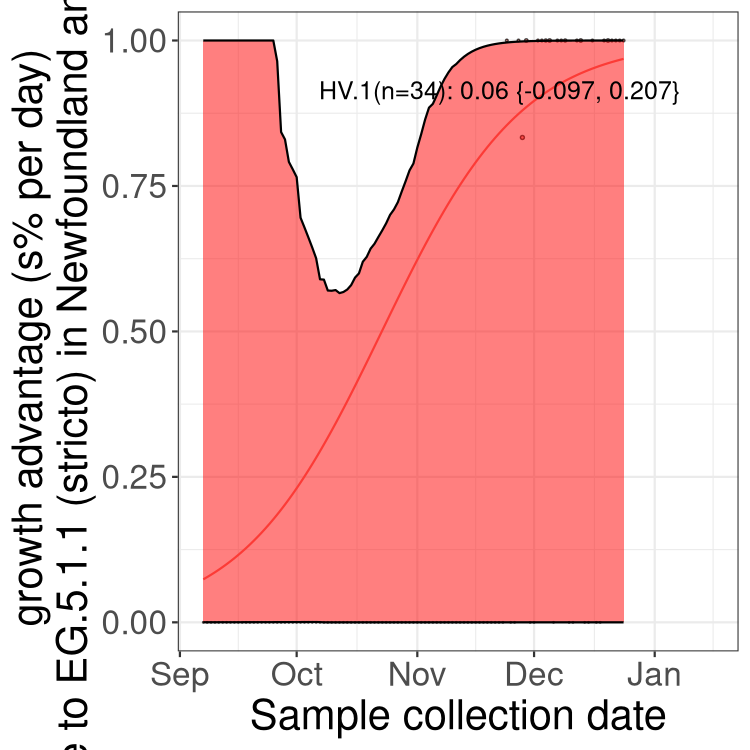 growth advantage (s% per day)
to EG.5.1.1 (stricto) in Newfoundland
1.00
0.75
0.50
0.25
0.00
HV.1(n=34): 0.06 {-0.097, 0.207}
Sep Oct Nov Dec Jan
Sample collection date